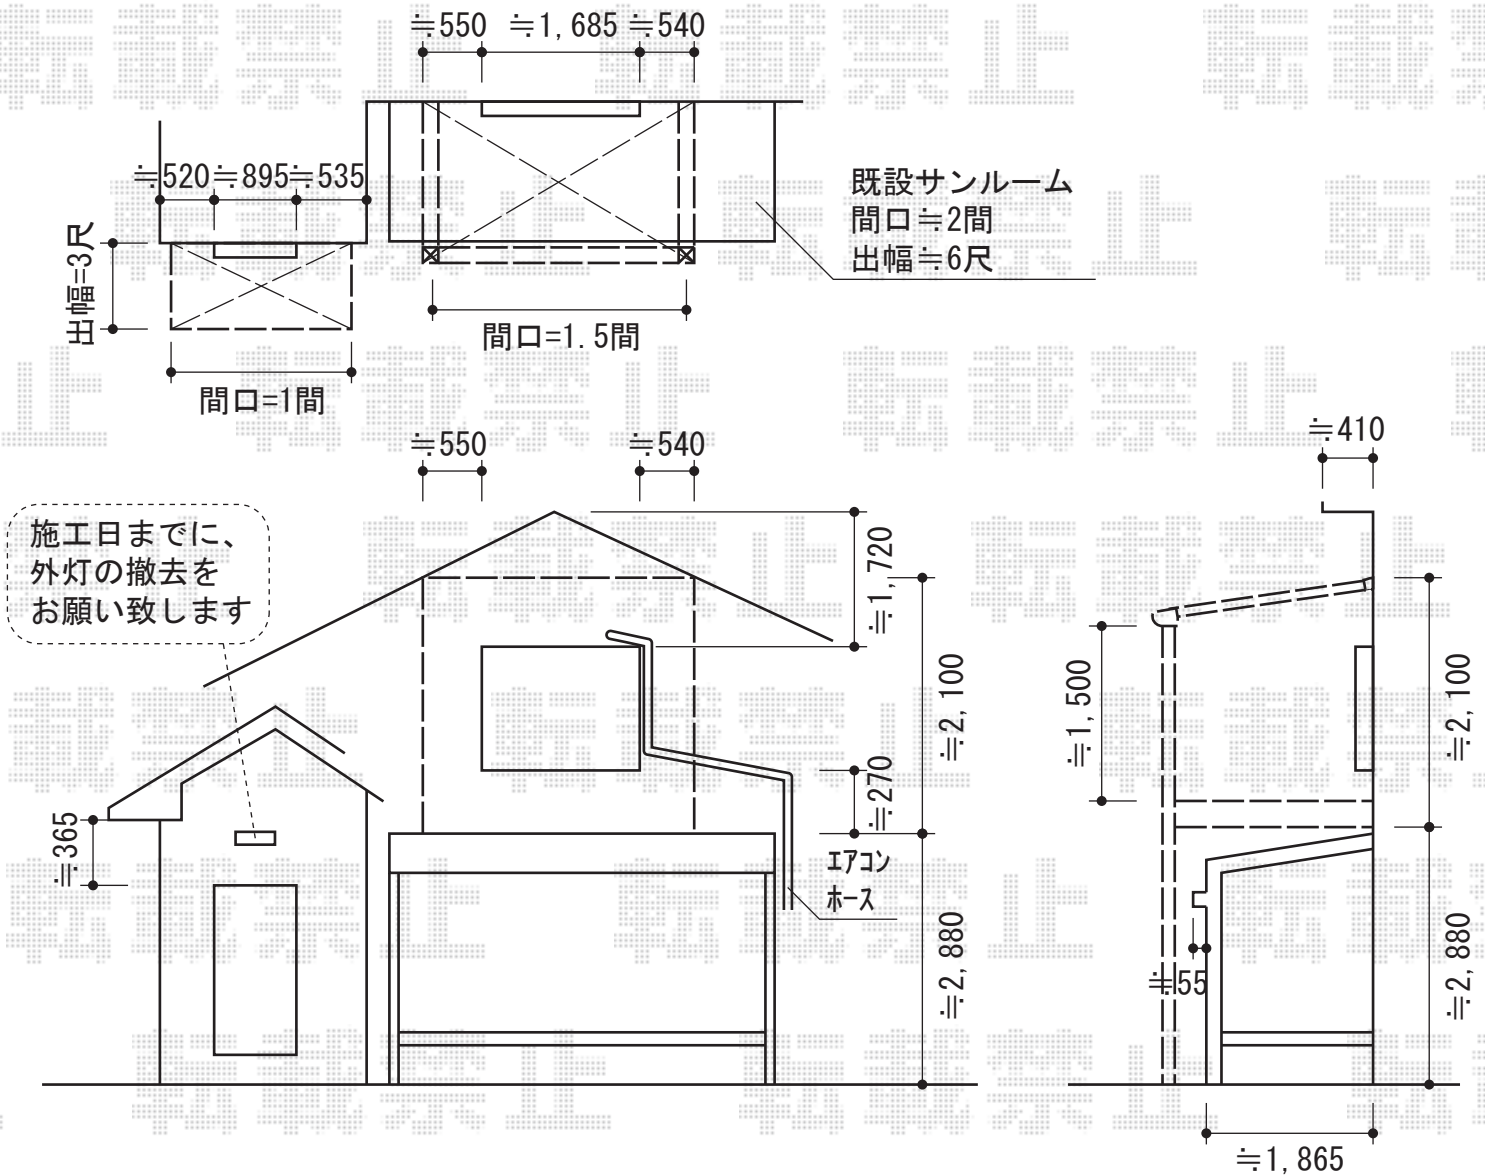 ≒550 ≒1,685 ≒540
≒520 ≒895 ≒535
出幅=3尺
間口=1間
間口=1.5間
既設サンルーム
間口≒2間
出幅≒6尺
≒550 ≒540
≒410
施工日までに、
外灯の撤去を
お願い致します
≒1,720
≒2,100
≒270
≒365
エアコン
ホース
≒2,880
≒1,500
≒2,100
≒55
≒2,880
≒1,865
転載禁止